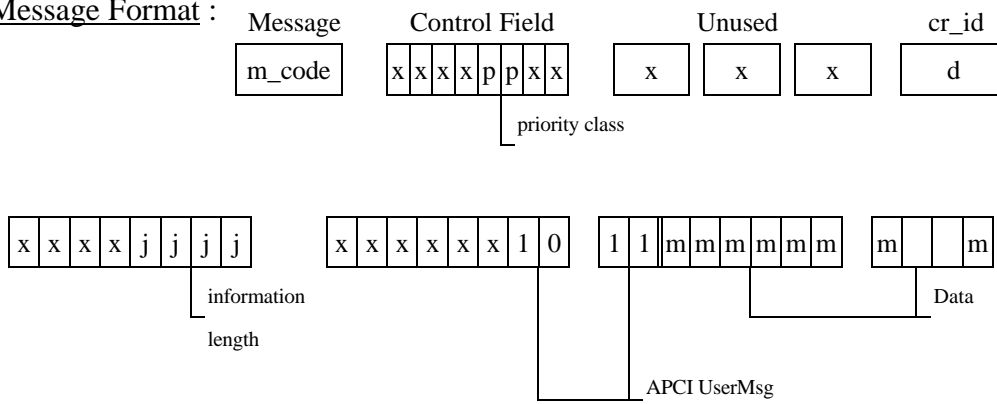 Message Format :
Message Control Field Unused cr_id
m_code x x x x p p x x x x x d
priority class
x x x x j j j j x x x x x x 1 0 1 1 m m m m m m m m
information Data
length
APCI UserMsg